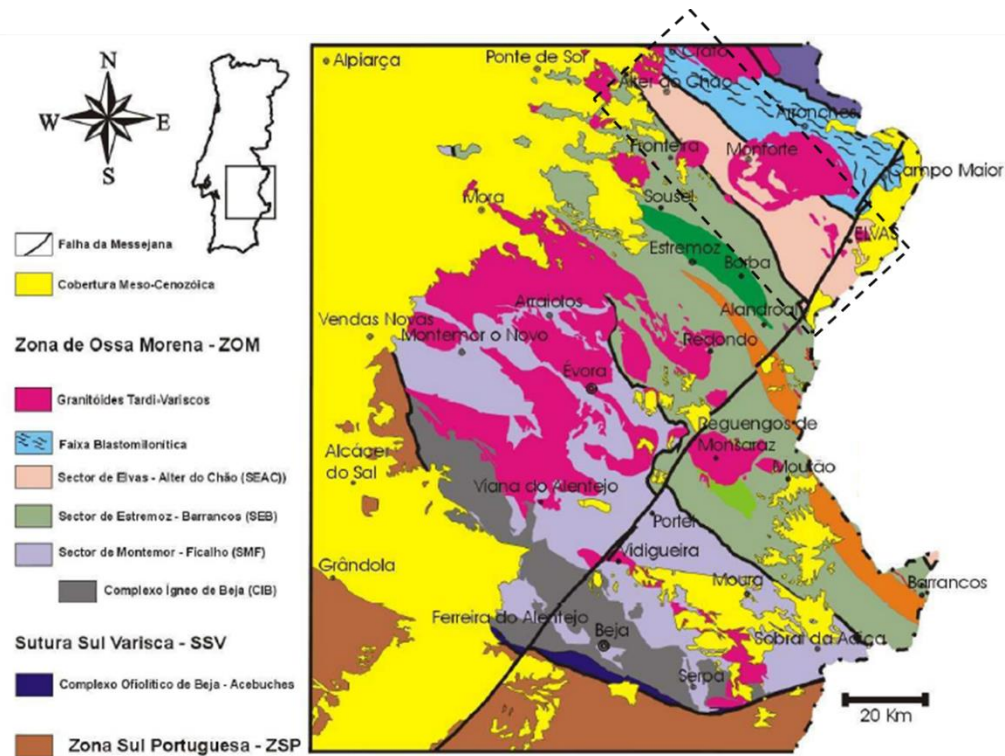 N
W
E
S
Falha da Messejana
Cobertura Meso-Cenozóica
Zona de Ossa Morena - ZOM
Granitóides Tardi-Variscos
Faixa Blastomilonítica
Sector de Elvas - Alter do Chão (SEAC))
Sector de Estremoz - Barrancos (SEB)
Sector de Montemor - Ficalho (SMF)
Complexo Ígneo de Beja (CIB)
Sutura Sul Varisca - SSV
Complexo Ofiolítico de Beja - Acebuches
Zona Sul Portuguesa - ZSP
Alpiarça
Ponte de Sor
Crato
Alter do Chão
Arronches
Fronteira
Monforte
Campo Maior
Mora
Sousel
ELVAS
Estremoz
Borba
Alandroal
Arraiolos
Vendas Novas
Montemor o Novo
Redondo
Évora
Reguengos de
Monsaraz
Mourão
Alcácer
do Sal
Viana do Alentejo
Portel
Grândola
Vidigueira
Moura
Barrancos
Ferreira do Alentejo
Beja
Sobral da Adiça
Serpa
20 Km